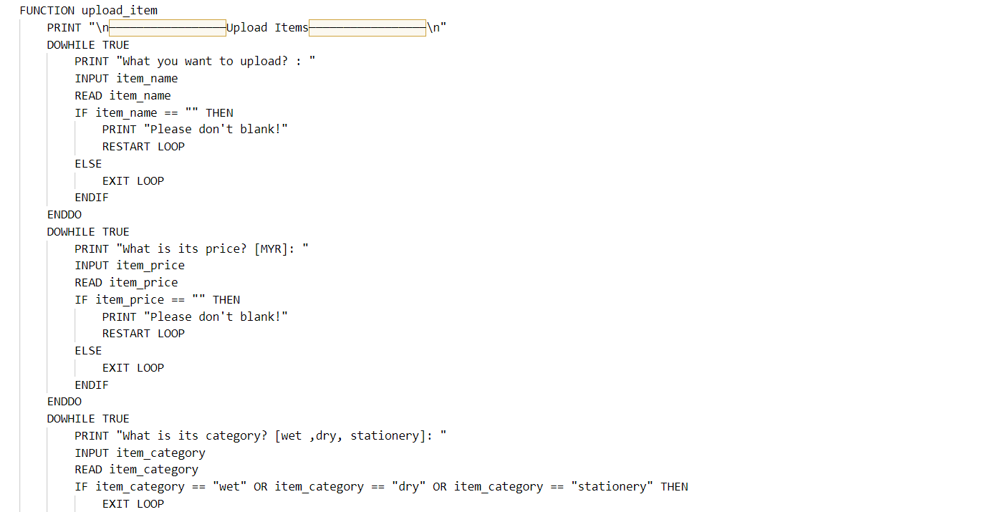 FUNCTION upload_item
PRINT "\n─────────────────Upload Items─────────────────\n"
DOWHILE TRUE
PRINT "What you want to upload? : "
INPUT item_name
READ item_name
IF item_name == "" THEN
PRINT "Please don't blank!"
RESTART LOOP
ELSE
EXIT LOOP
ENDIF
ENDDO
DOWHILE TRUE
PRINT "What is its price? [MYR]: "
INPUT item_price
READ item_price
IF item_price == "" THEN
PRINT "Please don't blank!"
RESTART LOOP
ELSE
EXIT LOOP
ENDIF
ENDDO
DOWHILE TRUE
PRINT "What is its category? [wet ,dry, stationery]: "
INPUT item_category
READ item_category
IF item_category == "wet" OR item_category == "dry" OR item_category == "stationery" THEN
EXIT LOOP